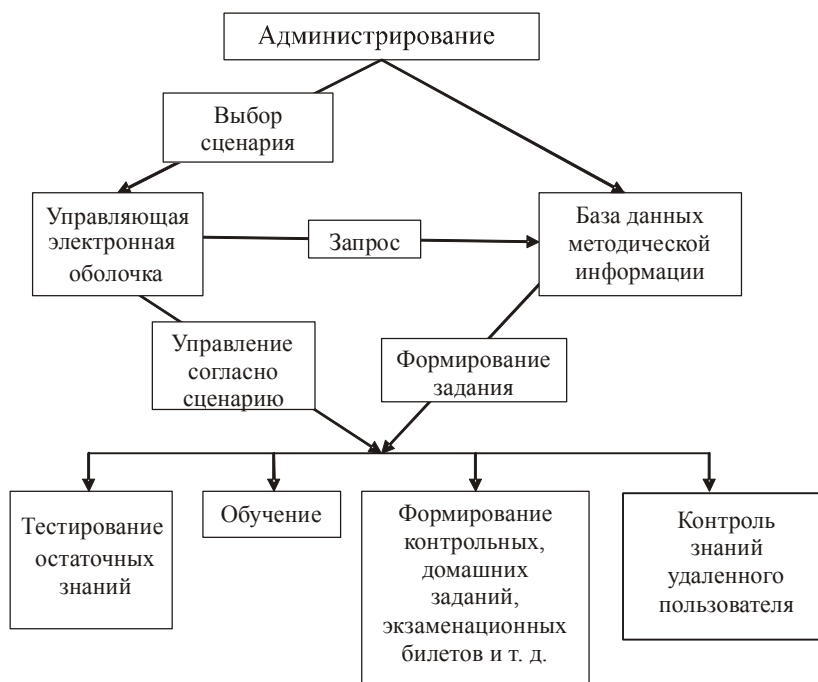 Администрирование
Выбор
сценария
Управляющая
электронная
оболочка
Запрос
База данных
методической
информации
Управление
согласно
сценарию
Формирование
задания
Тестирование
остаточных
знаний
Обучение
Формирование
контрольных,
домашних
заданий,
экзаменационных
билетов и т. д.
Контроль
знаний
удаленного
пользователя